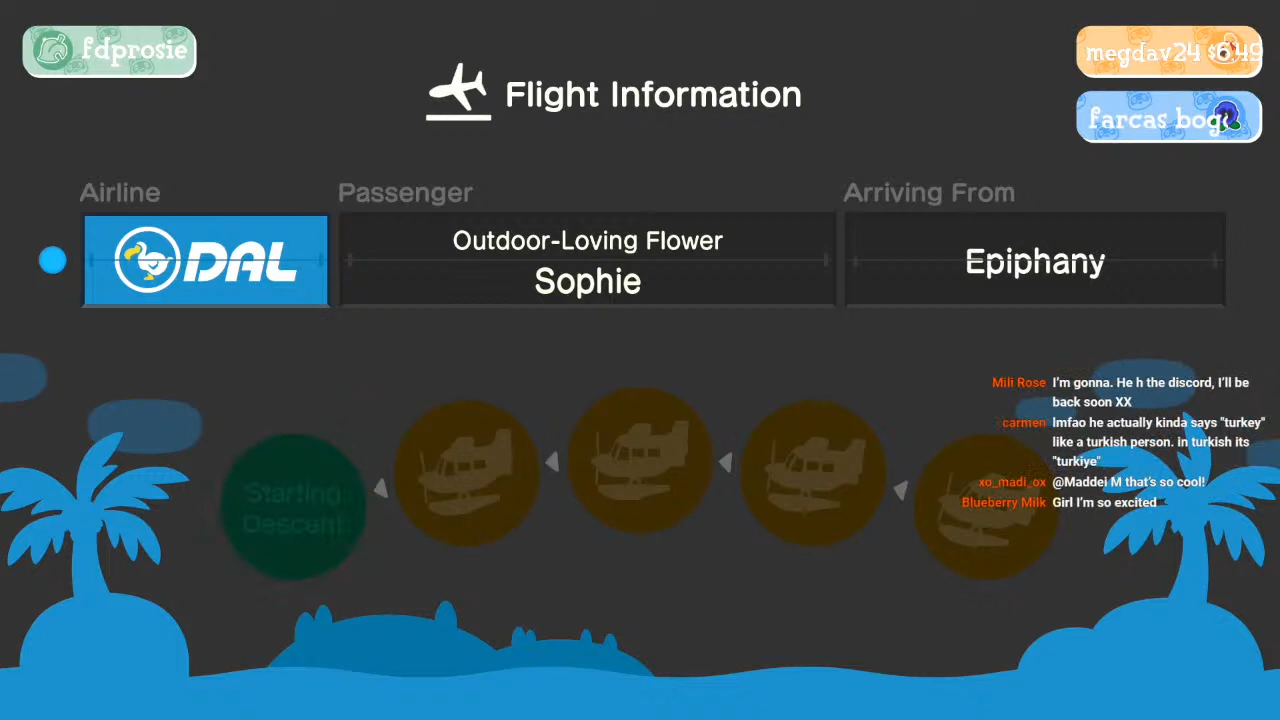 fdprosie
megdav24 $6.49
farcas bog
Flight Information
Airline
Passenger
Arriving From
DAL
Outdoor-Loving Flower
Sophie
Epiphany
Starting
Descent
Mili Rose I'm gonna. He h the discord, I'll be
back soon XX
carmen lmfao he actually kinda says "turkey"
like a turkish person. in turkish its
"turkiye"
xo_madi_ox @Maddei M that's so cool!
Blueberry Milk Girl I'm so excited